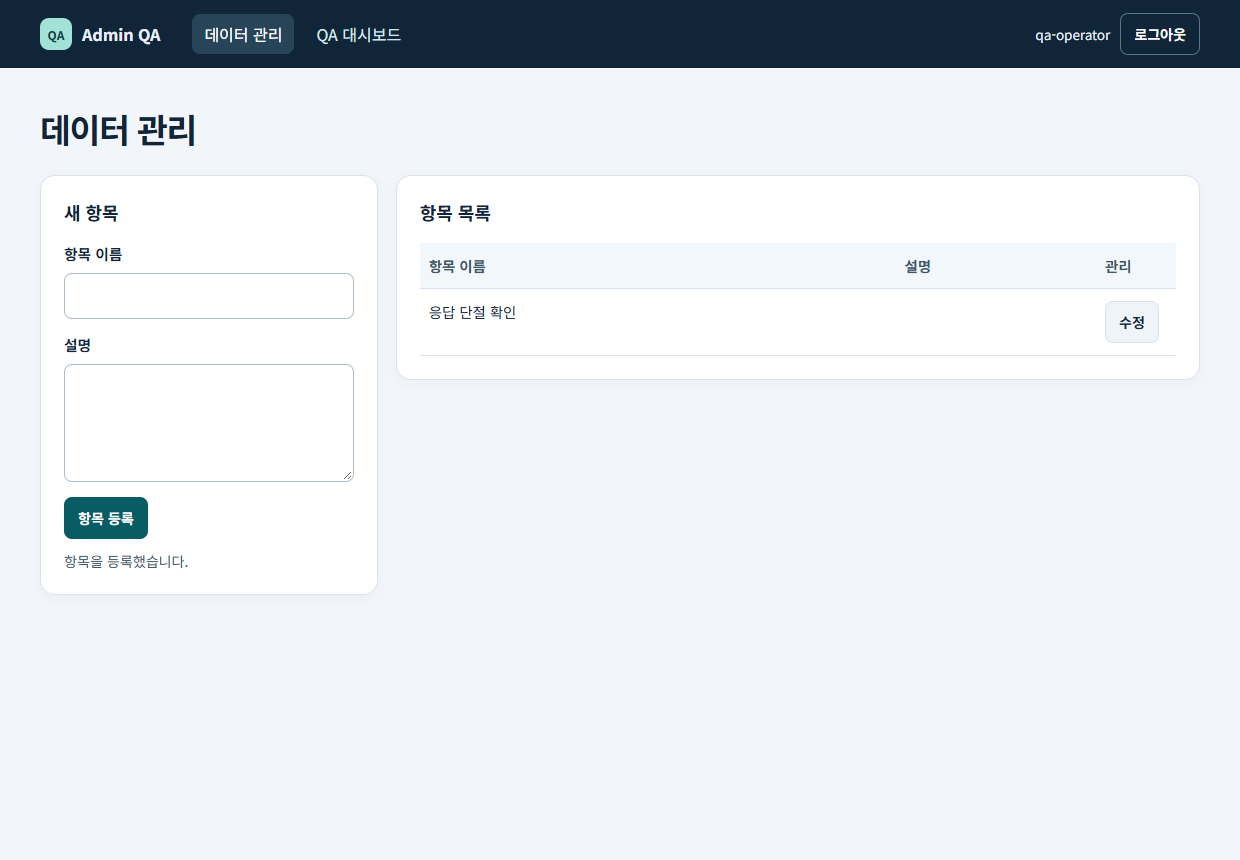 QA Admin QA 데이터 관리 QA 대시보드 qa-operator 로그아웃
데이터 관리
새 항목
항목 이름
설명
항목 등록
항목을 등록했습니다.
항목 목록
항목 이름 설명 관리
응답 단절 확인 수정